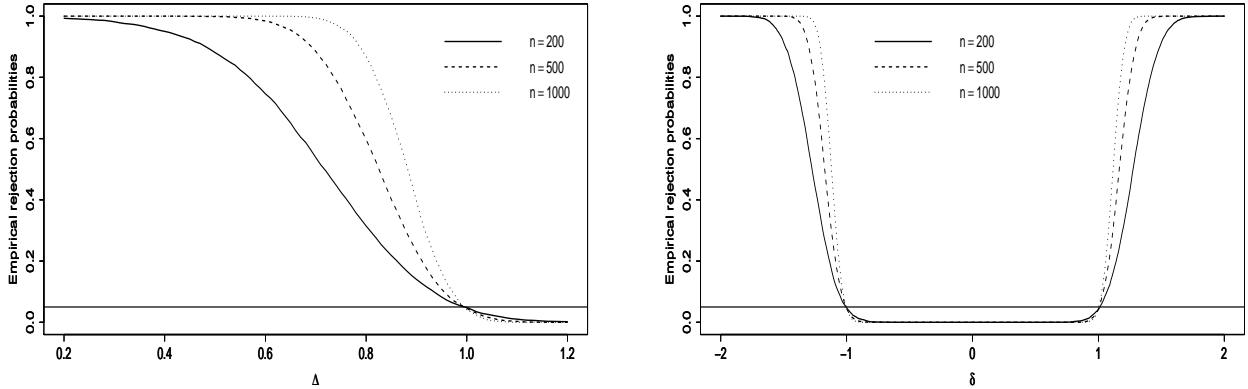 Empirical rejection probabilities
1.0
0.8
0.6
0.4
0.2
0.0
n = 200
n = 500
n = 1000
0.2 0.4 0.6 0.8 1.0 1.2
Δ
Empirical rejection probabilities
1.0
0.8
0.6
0.4
0.2
0.0
n = 200
n = 500
n = 1000
−2 −1 0 1 2
δ